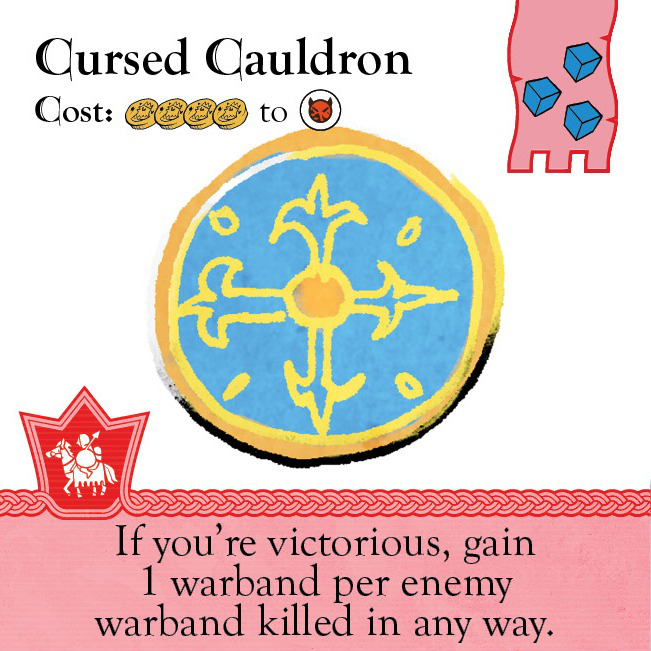 Cursed Cauldron
Cost: to
If you're victorious, gain
1 warband per enemy
warband killed in any way.